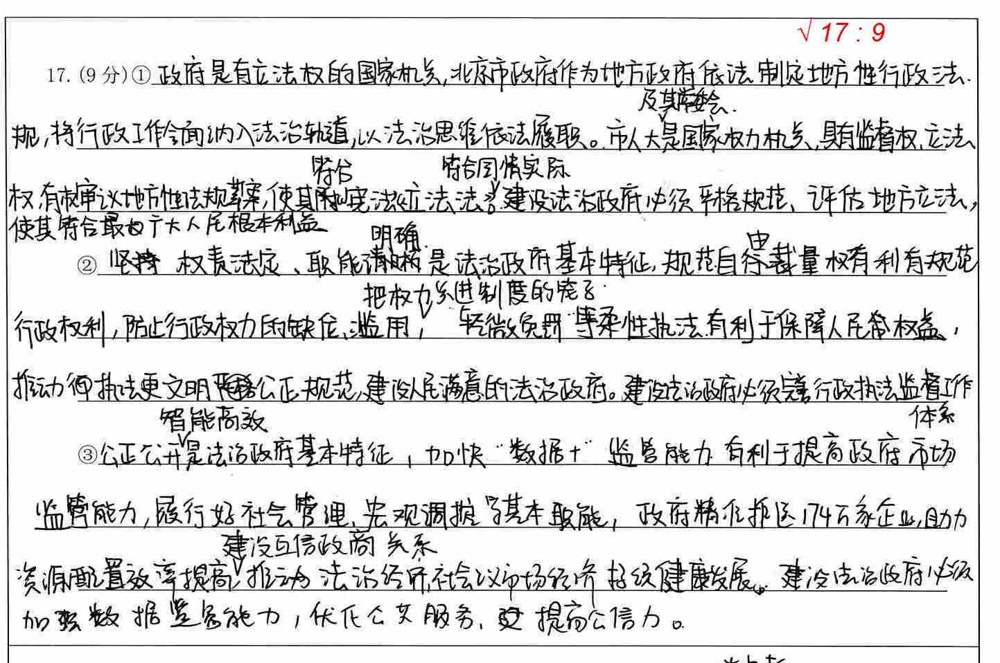 √ 17 : 9
17. (9 分) ① 政府是有立法权的国家机关,北京市政府作为地方政府依法制定地方性行政法.
及其常委会.
规,将行政工作全面纳入法治轨道,以法治思维依法履职。市人大是国家权力机关,具有监督权、立法
符合 符合国情实际
权,有权审议地方性法规草案,使其 宪法、立法法;建设法治政府必须严格规范、评估地方立法,
使其符合最广大人民根本利益
明确. 由
② 坚持 权责法定、职能 是法治政府基本特征,规范自 裁量权有利有规范
把权力关进制度的笼子.
行政权利,防止行政权力的缺位、滥用, "轻微免罚"等柔性执法有利于保障人民 权益,
推动 执法更文明 公正规范,建设人民满意的法治政府。建设法治政府必须完善行政执法监督工作
智能高效 体系
③ 公正公开是法治政府基本特征,加快"数据+"监管能力有利于提高政府市场
监管能力,履行好社会管理、宏观调控等基本职能,政府精准推送174万家企业,助力
建设互信政商关系
资源配置效率提高,推动法治经济,社会主义市场经济持续健康发展。建设法治政府必须
加强数据监管能力,优化公共服务, 提高公信力。